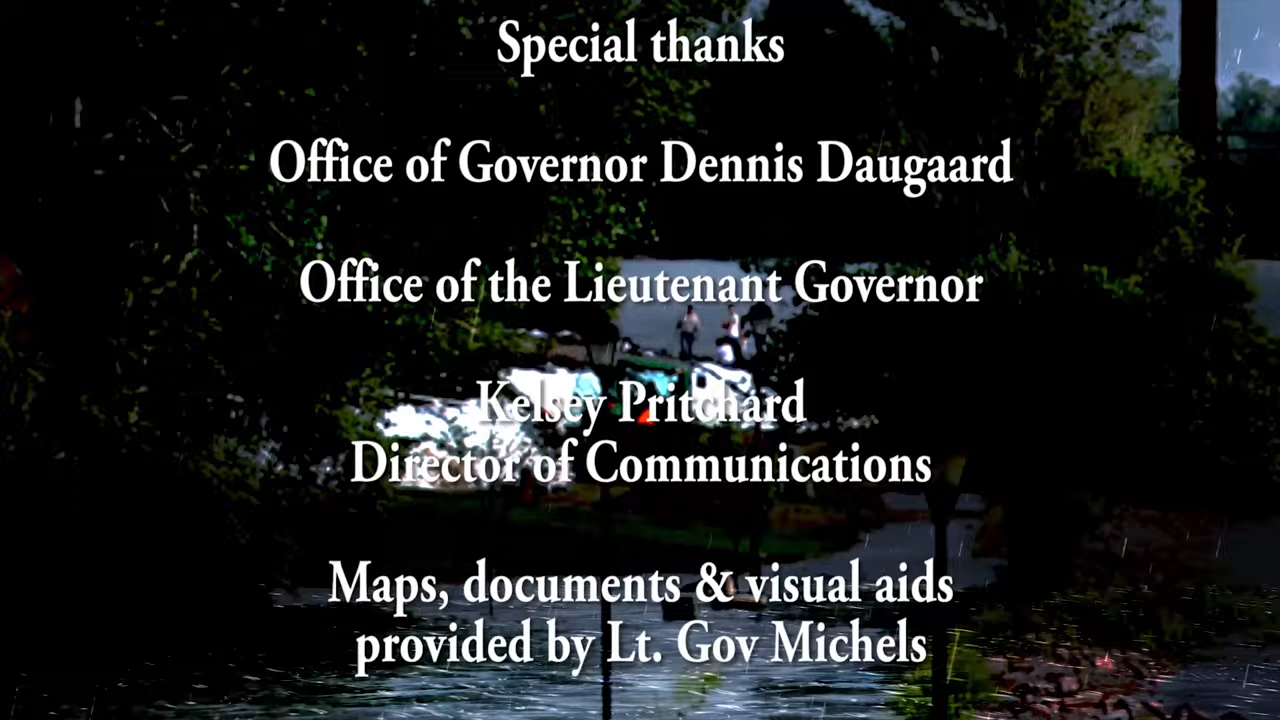 Special thanks
Office of Governor Dennis Daugaard
Office of the Lieutenant Governor
Kelsey Pritchard
Director of Communications
Maps, documents & visual aids
provided by Lt. Gov Michels